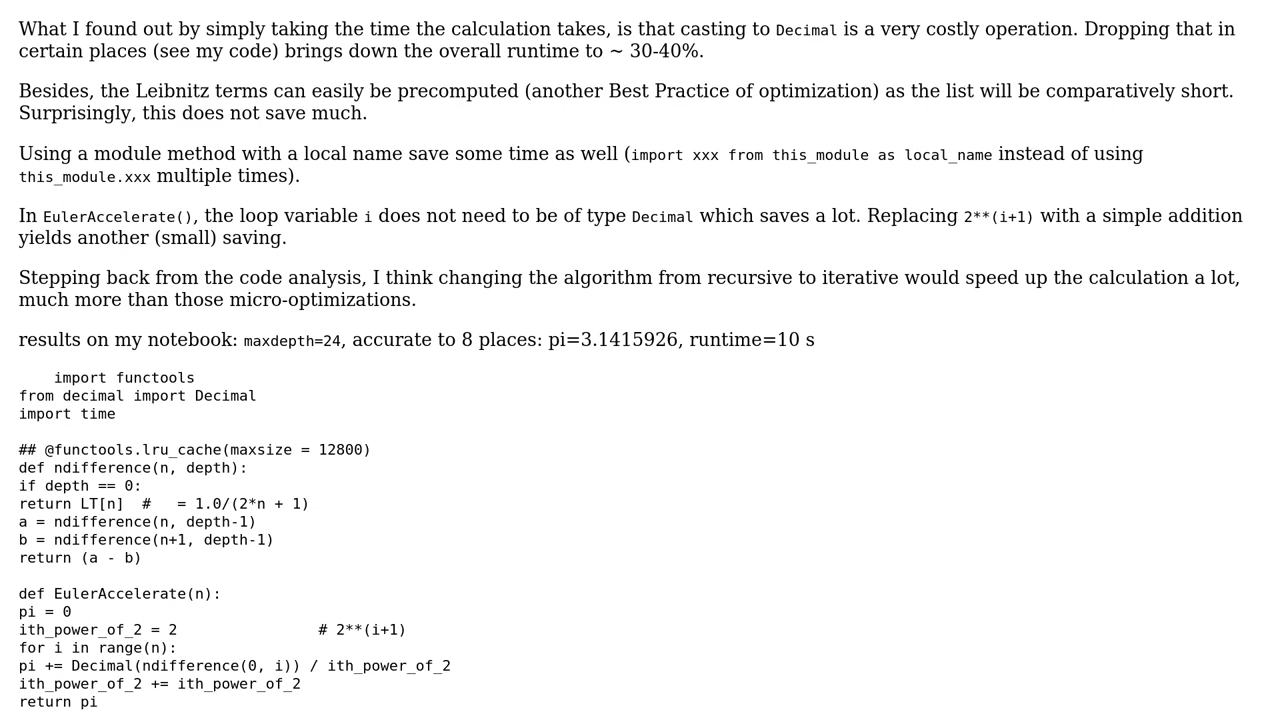 What I found out by simply taking the time the calculation takes, is that casting to Decimal is a very costly operation. Dropping that in
certain places (see my code) brings down the overall runtime to ~ 30-40%.
Besides, the Leibnitz terms can easily be precomputed (another Best Practice of optimization) as the list will be comparatively short.
Surprisingly, this does not save much.
Using a module method with a local name save some time as well (import xxx from this_module as local_name instead of using
this_module.xxx multiple times).
In EulerAccelerate(), the loop variable i does not need to be of type Decimal which saves a lot. Replacing 2**(i+1) with a simple addition
yields another (small) saving.
Stepping back from the code analysis, I think changing the algorithm from recursive to iterative would speed up the calculation a lot,
much more than those micro-optimizations.
results on my notebook: maxdepth=24, accurate to 8 places: pi=3.1415926, runtime=10 s
    import functools
from decimal import Decimal
import time

## @functools.lru_cache(maxsize = 12800)
def ndifference(n, depth):
if depth == 0:
return LT[n]  #   = 1.0/(2*n + 1)
a = ndifference(n, depth-1)
b = ndifference(n+1, depth-1)
return (a - b)

def EulerAccelerate(n):
pi = 0
ith_power_of_2 = 2                # 2**(i+1)
for i in range(n):
pi += Decimal(ndifference(0, i)) / ith_power_of_2
ith_power_of_2 += ith_power_of_2
return pi